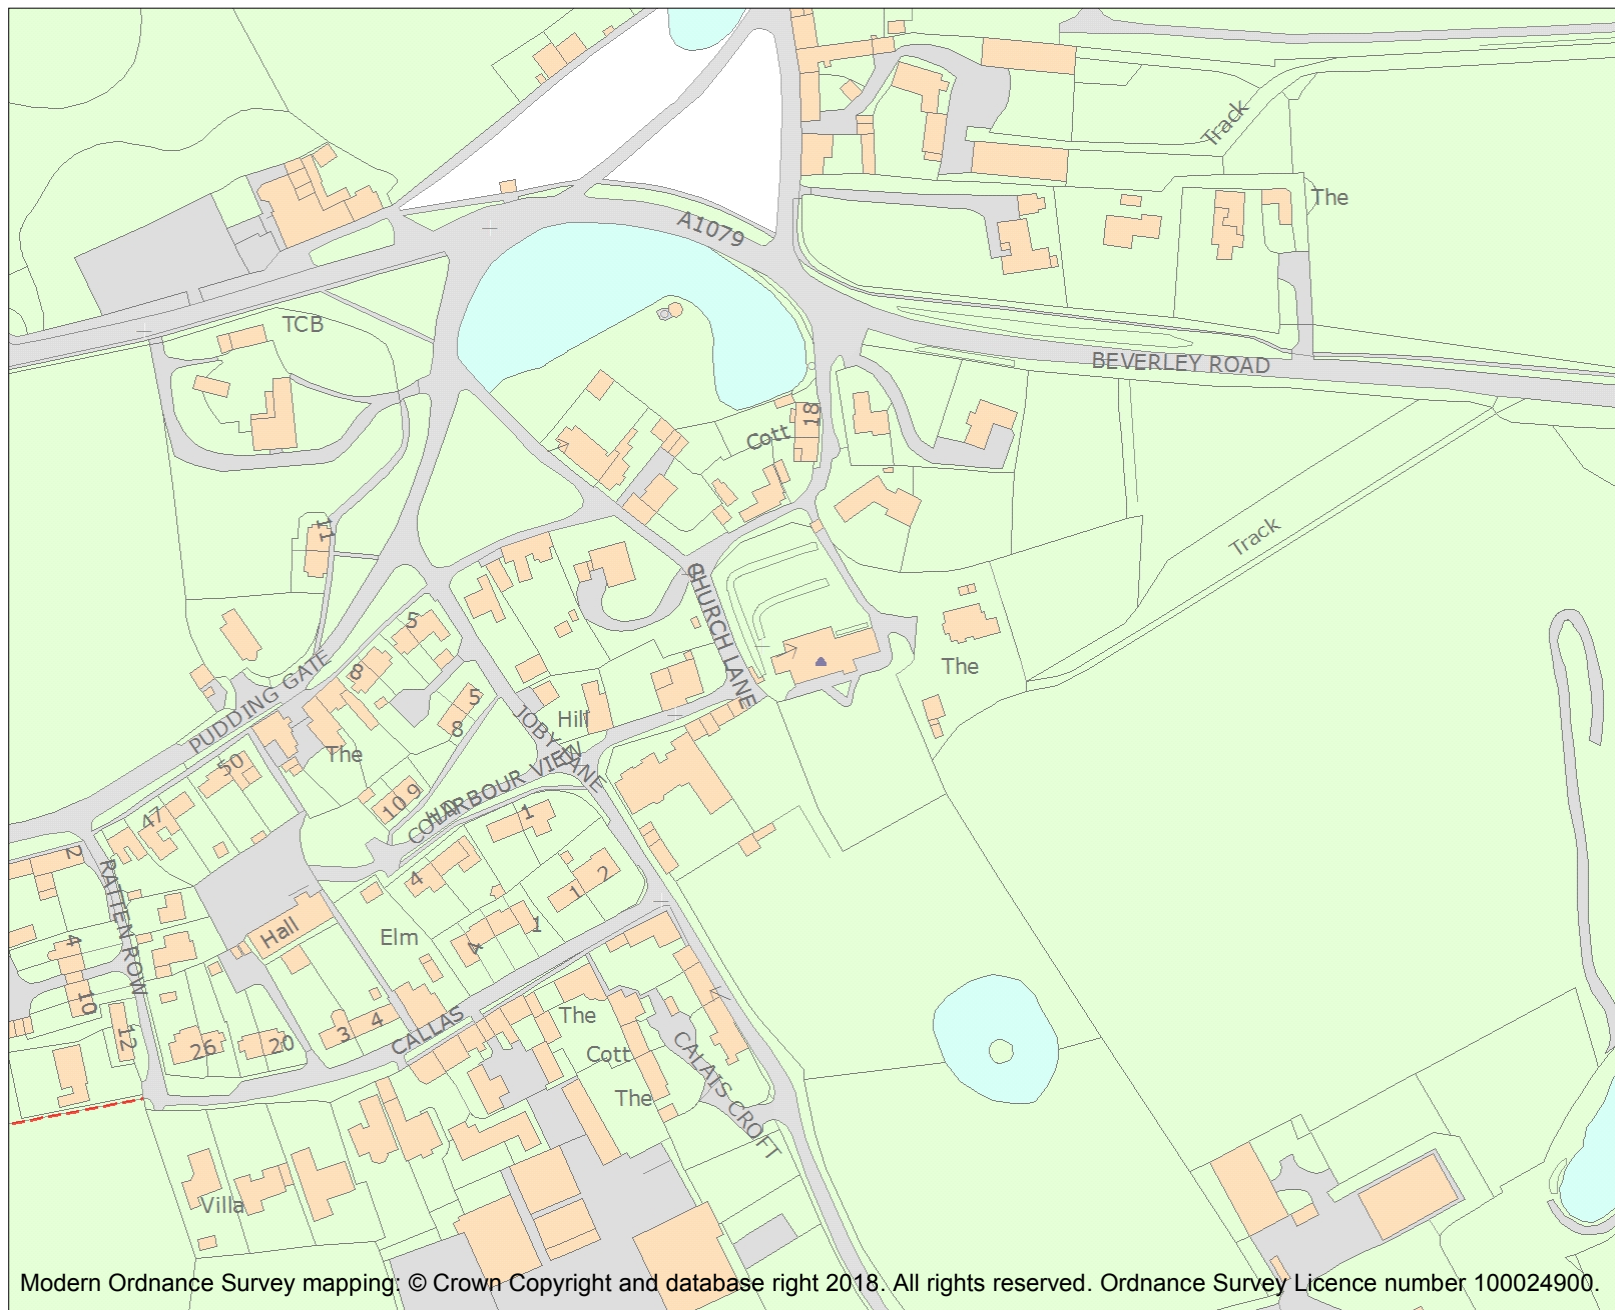 Track
The
A1079
TCB
BEVERLEY ROAD
18
Cott
11
Track
9
CHURCH LANE
5
8
The
PUDDING GATE
5
8
Hill
JOBY LANE
The
50
HARBOUR VIEW
10 9
47
1
2
4
RATTEN ROW
1 2
1
Hall
Elm
4
4
10
12
The
3 4
CALLAS
26
20
Cott
CALAIS CROFT
The
Villa
Modern Ordnance Survey mapping: © Crown Copyright and database right 2018. All rights reserved. Ordnance Survey Licence number 100024900.